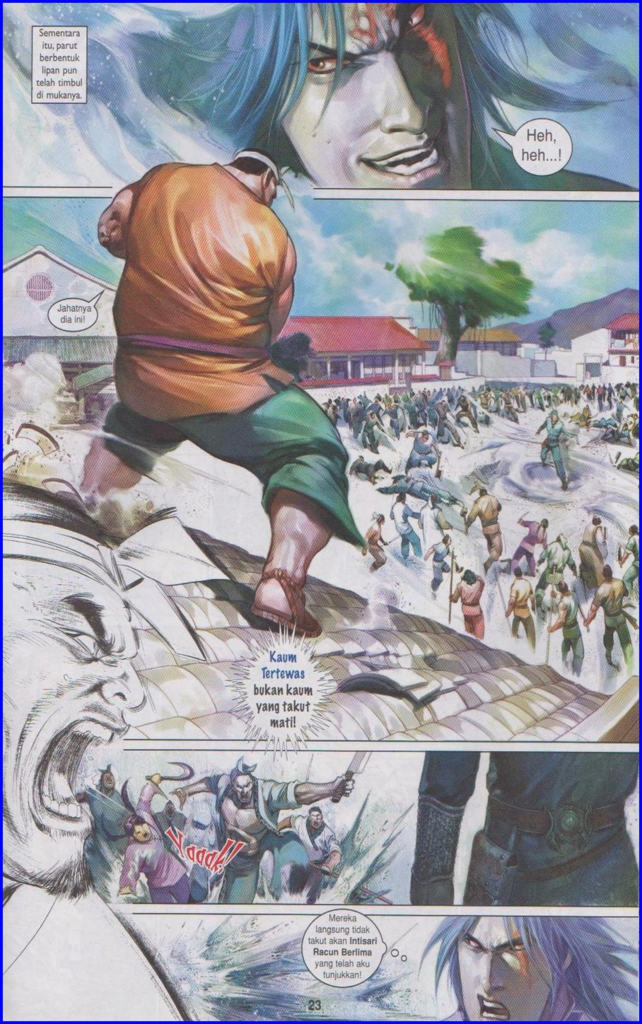 Sementara
itu, parut
berbentuk
lipan pun
telah timbul
di mukanya.
Heh,
heh...!
Jahatnya
dia ini!
Kaum
Tertewas
bukan kaum
yang takut
mati!
Yaaak!
Mereka
langsung tidak
takut akan Intisari
Racun Berlima
yang telah aku
tunjukkan!
23